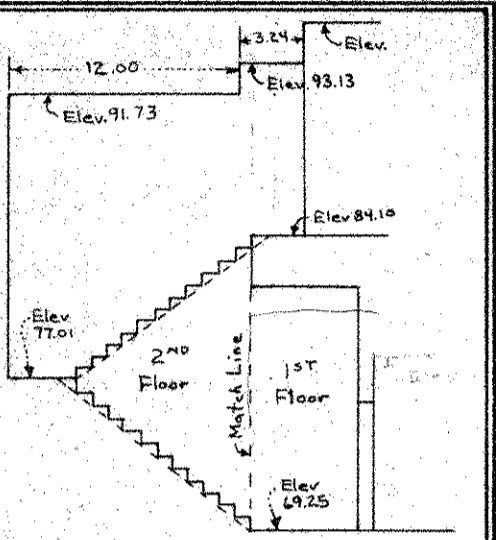 3.24
Elev.
12.00
Elev. 93.13
Elev. 91.73
Elev 84.10
Elev
77.01
2ND
Floor
Match Line
1ST
Floor
Elev
69.25